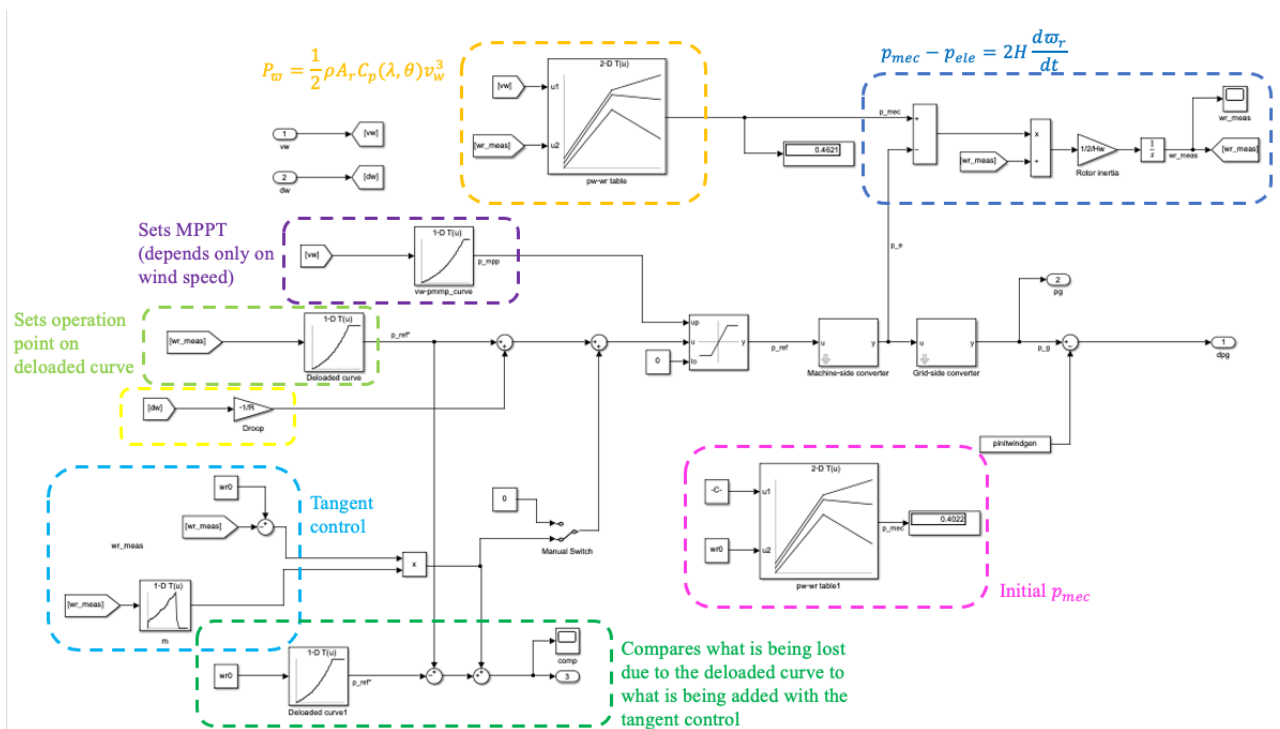 P_ϖ = 1/2 ρA_r C_p(λ, θ)v_w^3
p_mec − p_ele = 2H dϖ_r/dt
2-D T(u)
[vw]
u1
[wr_meas]
u2
pw-wr table
1
vw
[vw]
2
dw
[dw]
0.4621
p_mec
+
−
[wr_meas]
x
÷
1/2/Hw
Rotor inertia
1/s
wr_meas
wr_meas
[wr_meas]
Sets MPPT
(depends only on
wind speed)
[vw]
1-D T(u)
vw-pmmp_curve
p_mpp
p_e
Sets operation
point on
deloaded curve
[wr_meas]
1-D T(u)
Deloaded curve
p_ref*
up
u
lo
y
0
p_ref
u
y
Machine-side converter
u
y
Grid-side converter
p_g
2
pg
1
dpg
[dw]
-1/R
Droop
pinitwindgen
wr0
[wr_meas]
Tangent
control
wr_meas
[wr_meas]
1-D T(u)
m
x
0
Manual Switch
2-D T(u)
-C-
u1
wr0
u2
pw-wr table1
p_mec
0.4022
Initial p_mec
wr0
1-D T(u)
Deloaded curve1
p_ref*
comp
3
Compares what is being lost
due to the deloaded curve to
what is being added with the
tangent control